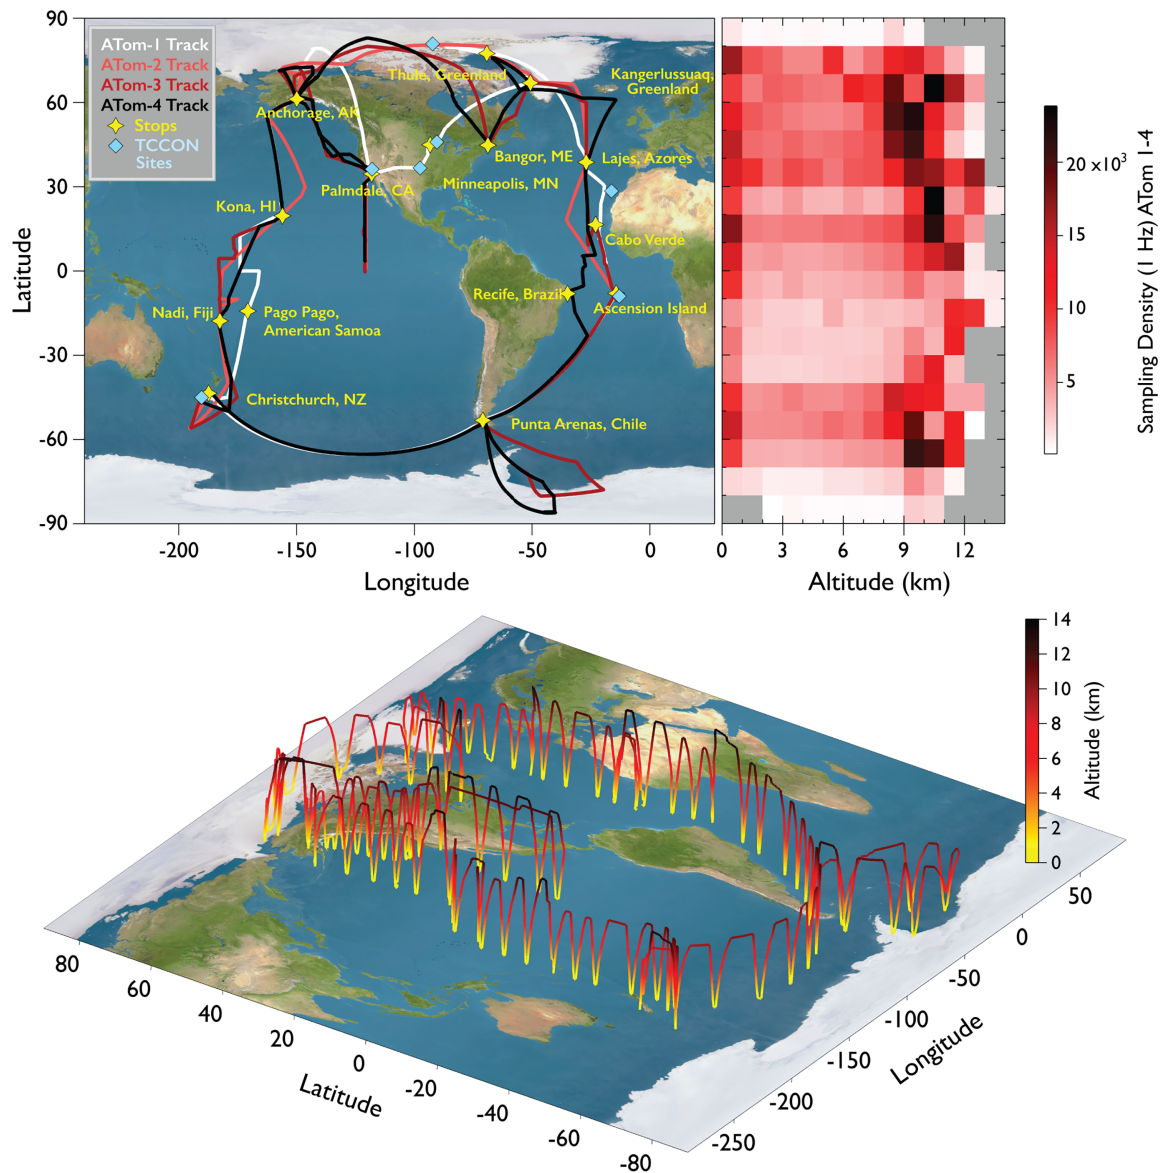 90
60
30
0
-30
-60
-90
Latitude
ATom-1 Track
ATom-2 Track
ATom-3 Track
ATom-4 Track
Stops
TCCON
Sites
Thule, Greenland
Kangerlussuaq,
Greenland
Anchorage, AK
Bangor, ME
Lajes, Azores
Minneapolis, MN
Palmdale, CA
Kona, HI
Cabo Verde
Recife, Brazil
Ascension Island
Nadi, Fiji
Pago Pago,
American Samoa
Christchurch, NZ
Punta Arenas, Chile
-200
-150
-100
-50
0
Longitude
0
3
6
9
12
Altitude (km)
20 x10³
15
10
5
Sampling Density (1 Hz) ATom 1-4
14
12
10
8
6
4
2
0
Altitude (km)
80
60
40
20
0
-20
-40
-60
-80
Latitude
50
0
-50
-100
-150
-200
-250
Longitude